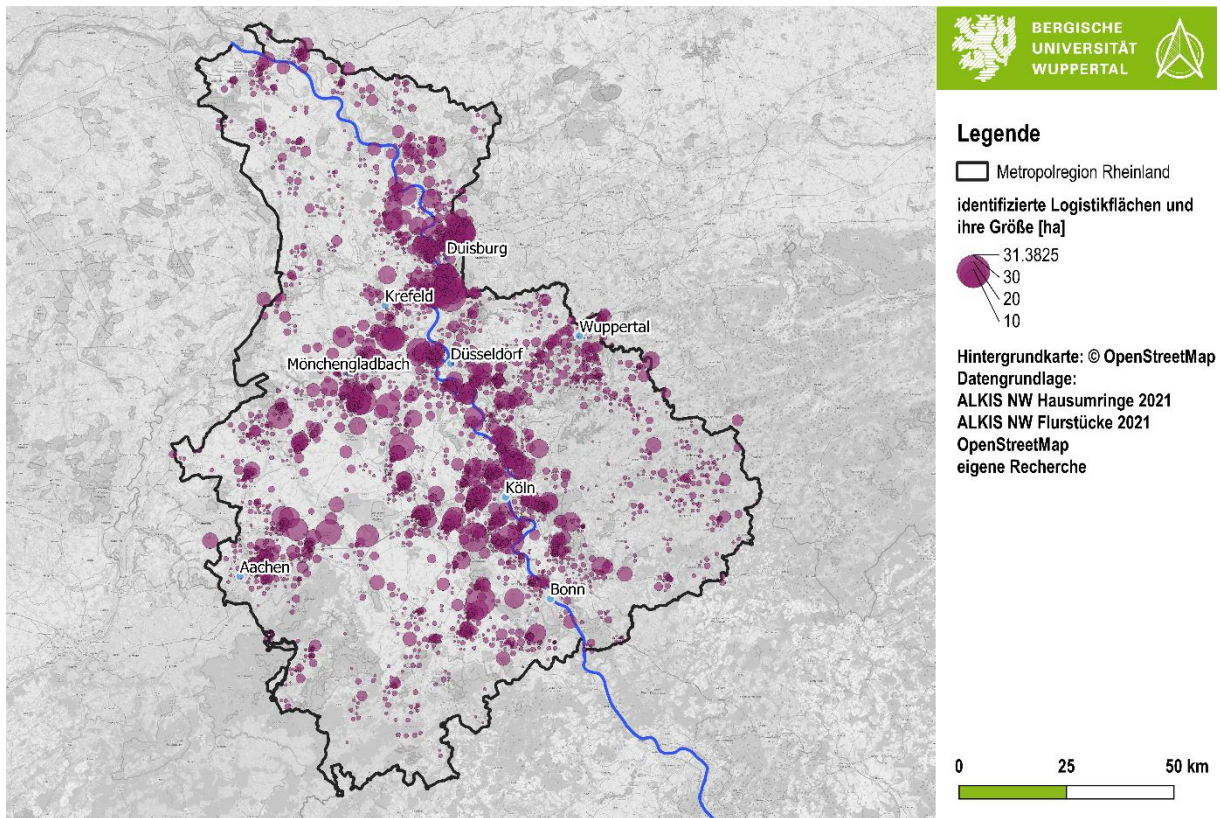 Duisburg
Krefeld
Wuppertal
Mönchengladbach
Düsseldorf
Köln
Aachen
Bonn
BERGISCHE
UNIVERSITÄT
WUPPERTAL
Legende
Metropolregion Rheinland
identifizierte Logistikflächen und
ihre Größe [ha]
31.3825
30
20
10
Hintergrundkarte: © OpenStreetMap
Datengrundlage:
ALKIS NW Hausumringe 2021
ALKIS NW Flurstücke 2021
OpenStreetMap
eigene Recherche
0 25 50 km